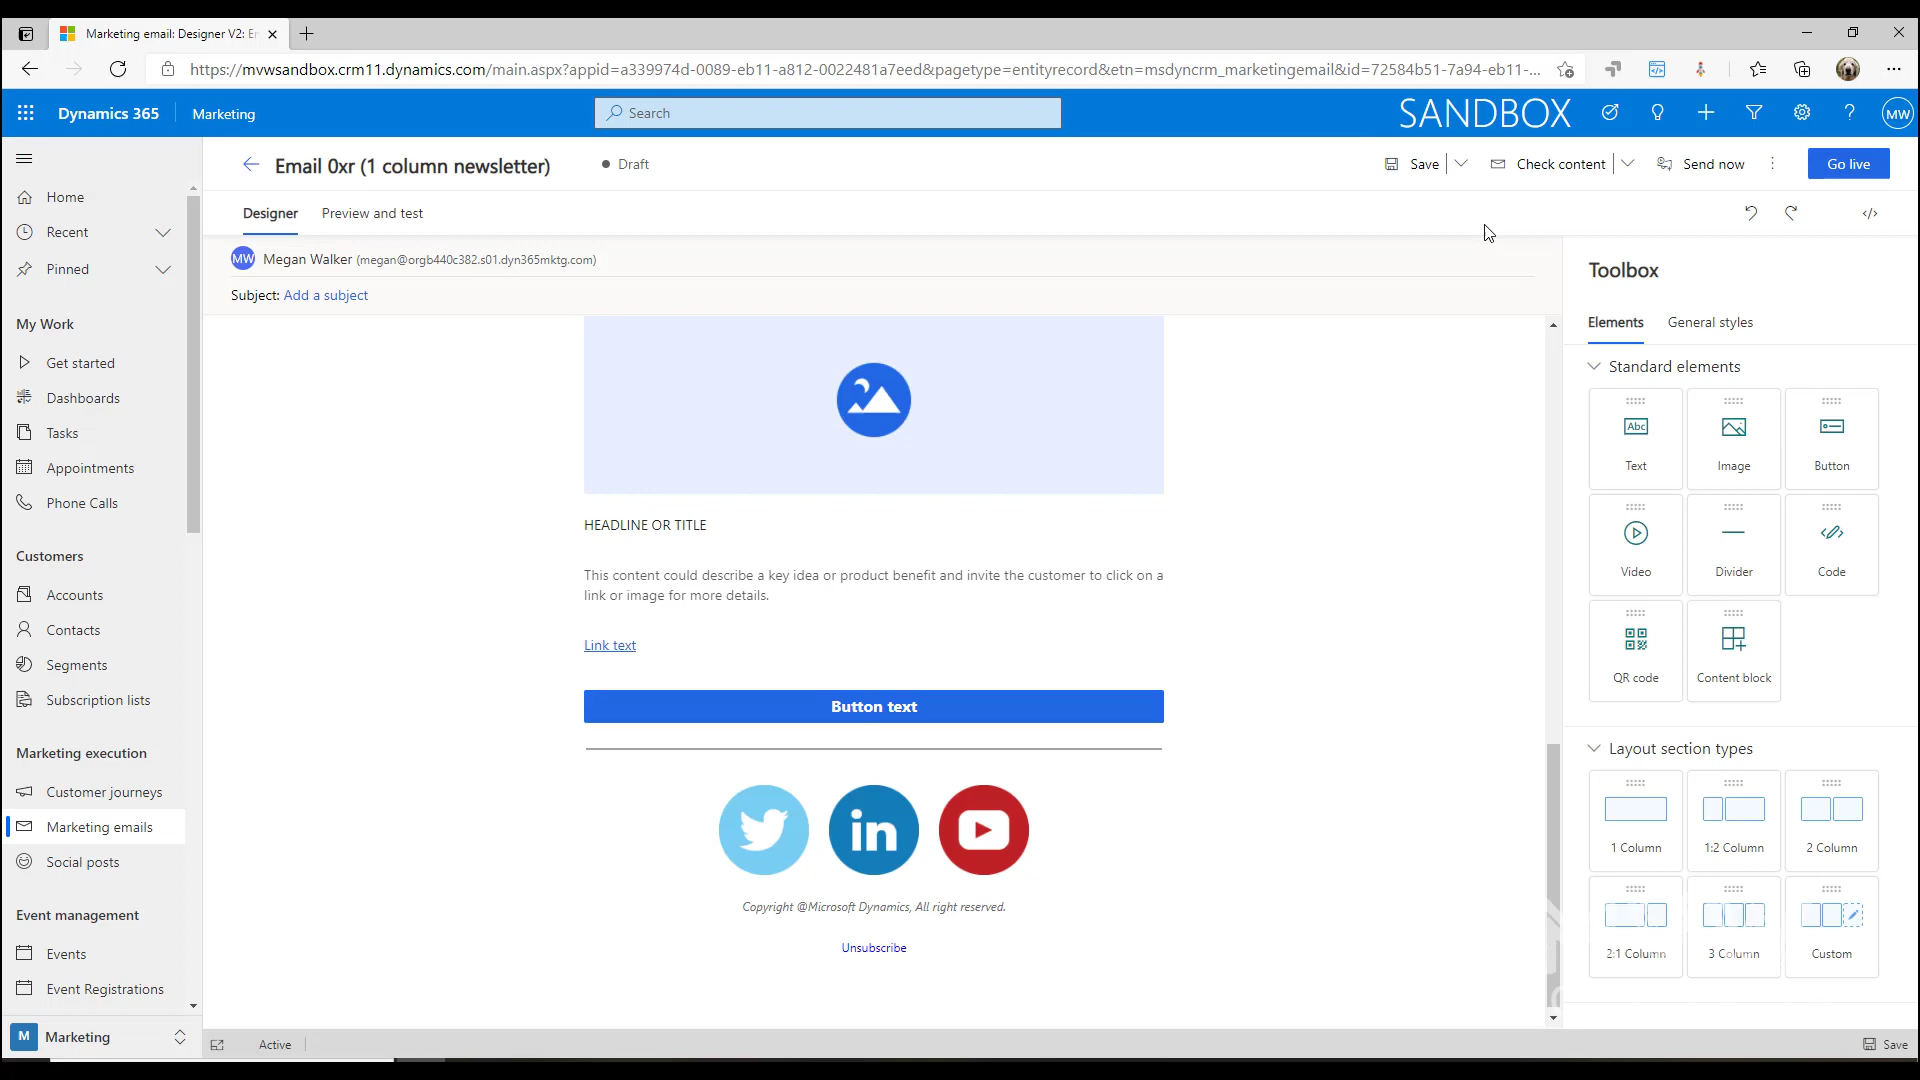 Marketing email: Designer V2: E
https://mvwsandbox.crm11.dynamics.com/main.aspx?appid=a339974d-0089-eb11-a812-0022481a7eed&pagetype=entityrecord&etn=msdyncrm_marketingemail&id=72584b51-7a94-eb11-...
Dynamics 365
Marketing
Search
SANDBOX
MW
Email 0xr (1 column newsletter)
Draft
Save
Check content
Send now
Go live
Designer
Preview and test
</>
MW
Megan Walker (megan@orgb440c382.s01.dyn365mktg.com)
Subject: Add a subject
Home
Recent
Pinned
My Work
Get started
Dashboards
Tasks
Appointments
Phone Calls
Customers
Accounts
Contacts
Segments
Subscription lists
Marketing execution
Customer journeys
Marketing emails
Social posts
Event management
Events
Event Registrations
M
Marketing
HEADLINE OR TITLE
This content could describe a key idea or product benefit and invite the customer to click on a
link or image for more details.
Link text
Button text
in
Copyright @Microsoft Dynamics, All right reserved.
Unsubscribe
Toolbox
Elements
General styles
Standard elements
Abc
Text
Image
Button
Video
Divider
Code
QR code
Content block
Layout section types
1 Column
1:2 Column
2 Column
2:1 Column
3 Column
Custom
Active
Save